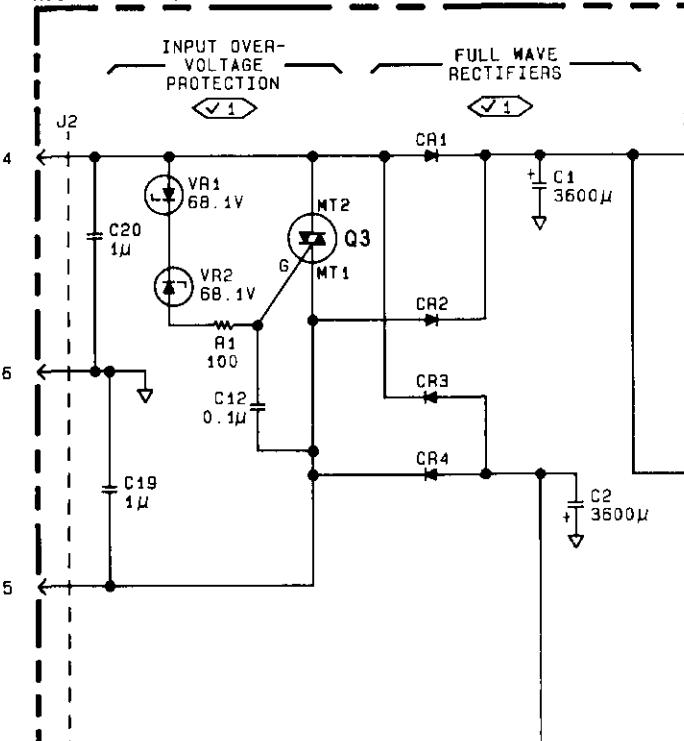 INPUT OVER-
VOLTAGE
PROTECTION
✓ 1
FULL WAVE
RECTIFIERS
✓ 1
J2
4
CR1
+ C1
3600µ
VR1
68.1V
MT2
Q3
C20
1µ
G
MT1
VR2
68.1V
CR2
R1
100
6
CR3
C12
0.1µ
CR4
C19
1µ
C2
+ 3600µ
5